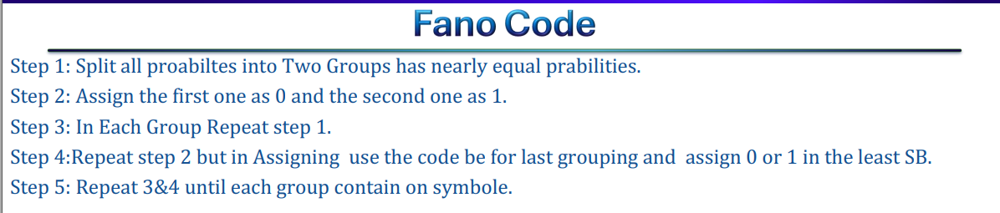 Fano Code
Step 1: Split all proabiltes into Two Groups has nearly equal prabilities.
Step 2: Assign the first one as 0 and the second one as 1.
Step 3: In Each Group Repeat step 1.
Step 4:Repeat step 2 but in Assigning  use the code be for last grouping and  assign 0 or 1 in the least SB.
Step 5: Repeat 3&4 until each group contain on symbole.